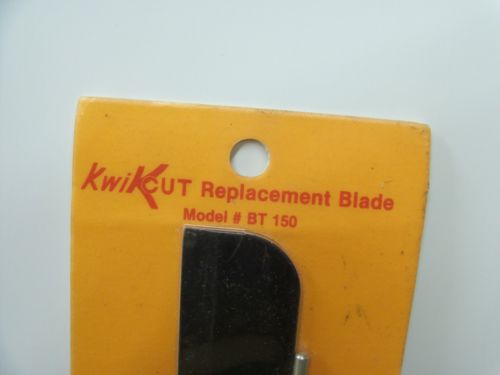 KwiKCUT Replacement Blade
Model # BT 150